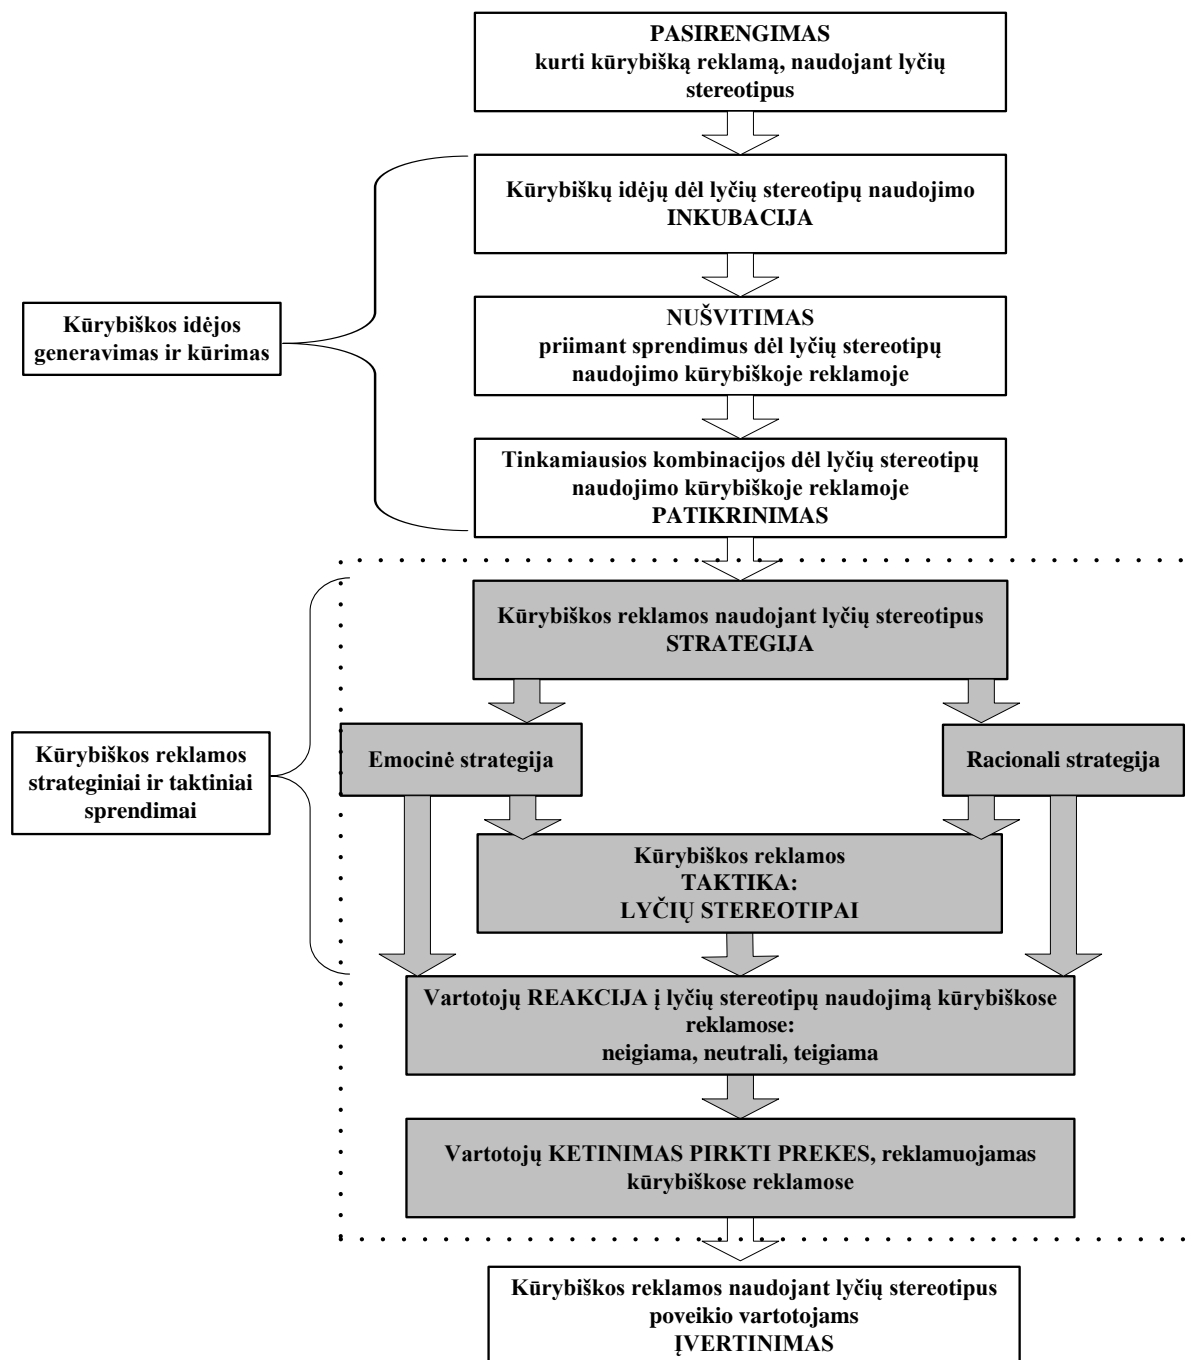 PASIRENGIMAS
kurti kūrybišką reklamą, naudojant lyčių
stereotipus
Kūrybiškų idėjų dėl lyčių stereotipų naudojimo
INKUBACIJA
Kūrybiškos idėjos
generavimas ir kūrimas
NUŠVITIMAS
priimant sprendimus dėl lyčių stereotipų
naudojimo kūrybiškoje reklamoje
Tinkamiausios kombinacijos dėl lyčių stereotipų
naudojimo kūrybiškoje reklamoje
PATIKRINIMAS
Kūrybiškos reklamos naudojant lyčių stereotipus
STRATEGIJA
Kūrybiškos reklamos
strateginiai ir taktiniai
sprendimai
Emocinė strategija
Racionali strategija
Kūrybiškos reklamos
TAKTIKA:
LYČIŲ STEREOTIPAI
Vartotojų REAKCIJA į lyčių stereotipų naudojimą kūrybiškose
reklamose:
neigiama, neutrali, teigiama
Vartotojų KETINIMAS PIRKTI PREKES, reklamuojamas
kūrybiškose reklamose
Kūrybiškos reklamos naudojant lyčių stereotipus
poveikio vartotojams
ĮVERTINIMAS